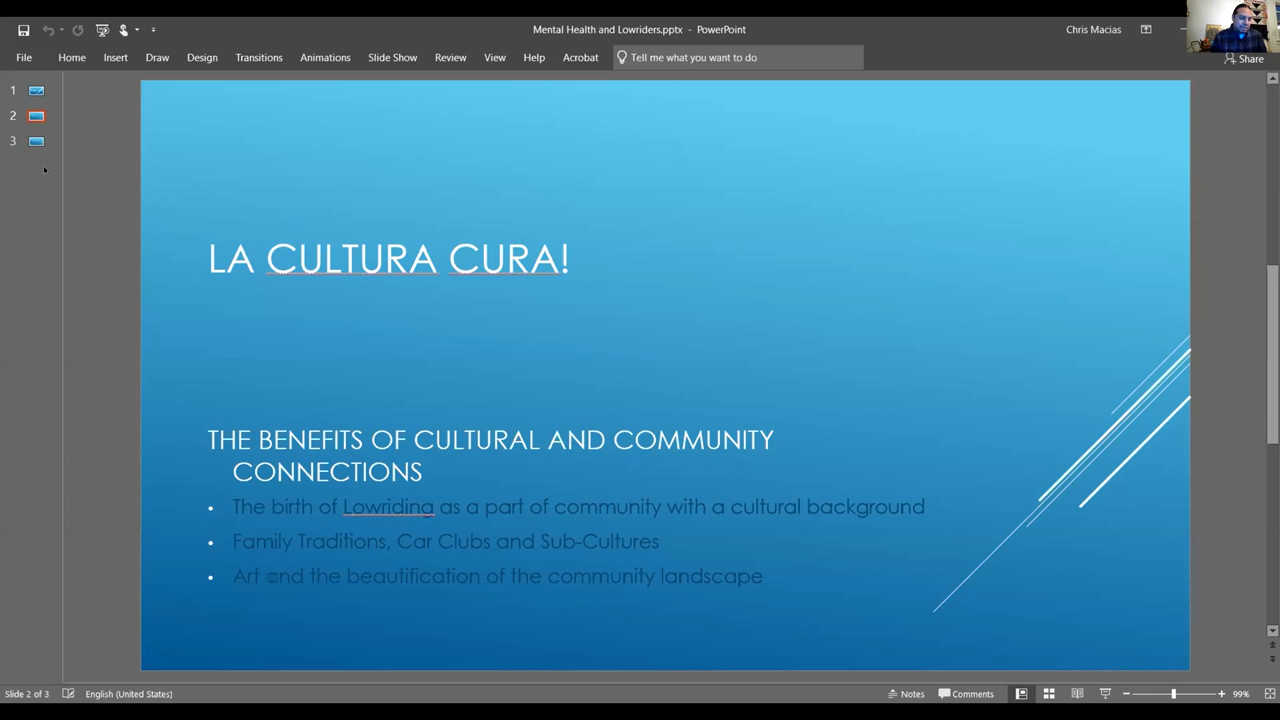 Mental Health and Lowriders.pptx - PowerPoint
Chris Macias
File Home Insert Draw Design Transitions Animations Slide Show Review View Help Acrobat Tell me what you want to do
Share
1
2
3
LA CULTURA CURA!
THE BENEFITS OF CULTURAL AND COMMUNITY
CONNECTIONS
• The birth of Lowriding as a part of community with a cultural background
• Family Traditions, Car Clubs and Sub-Cultures
• Art and the beautification of the community landscape
Slide 2 of 3 English (United States) Notes Comments 99%